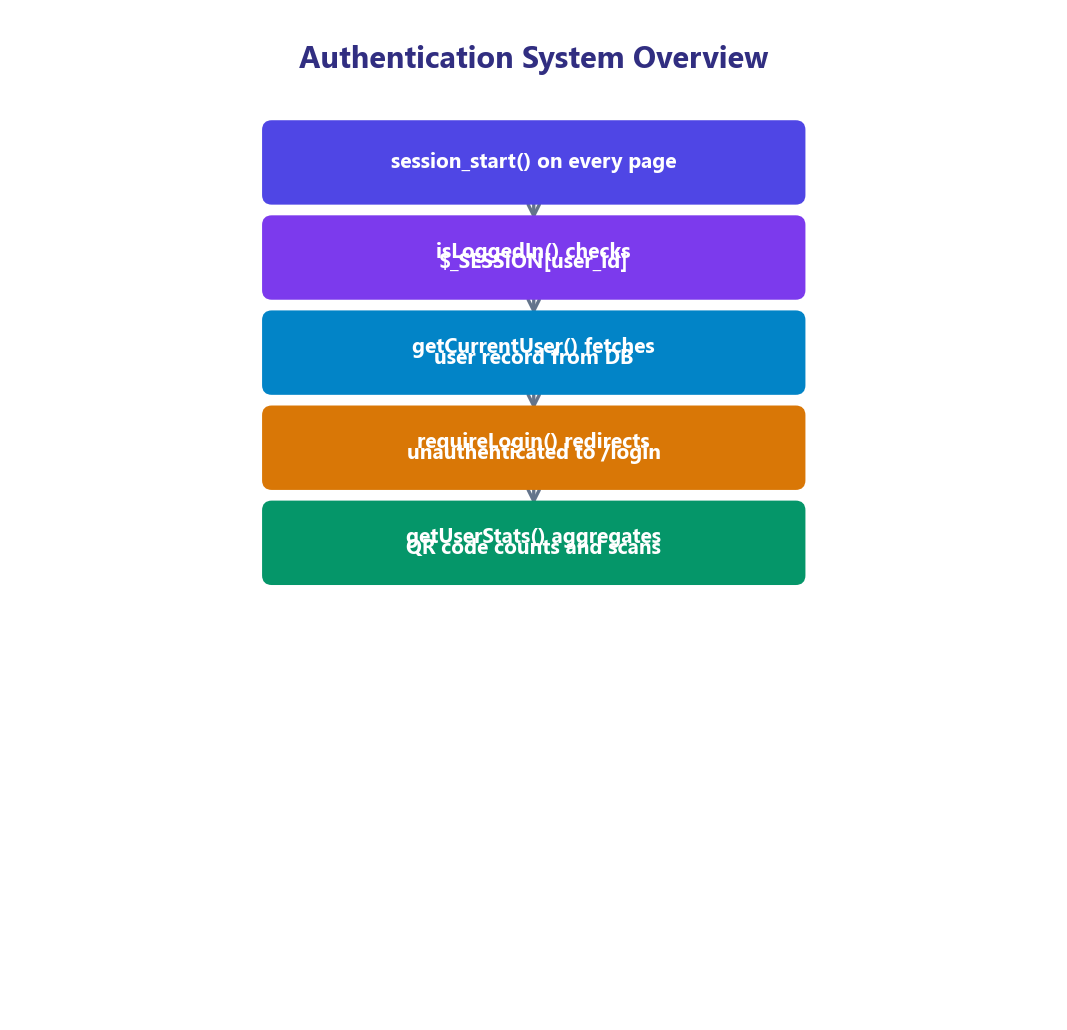 Authentication System Overview
session_start() on every page
isLoggedIn() checks
$_SESSION[user_id]
getCurrentUser() fetches
user record from DB
requireLogin() redirects
unauthenticated to /login
getUserStats() aggregates
QR code counts and scans